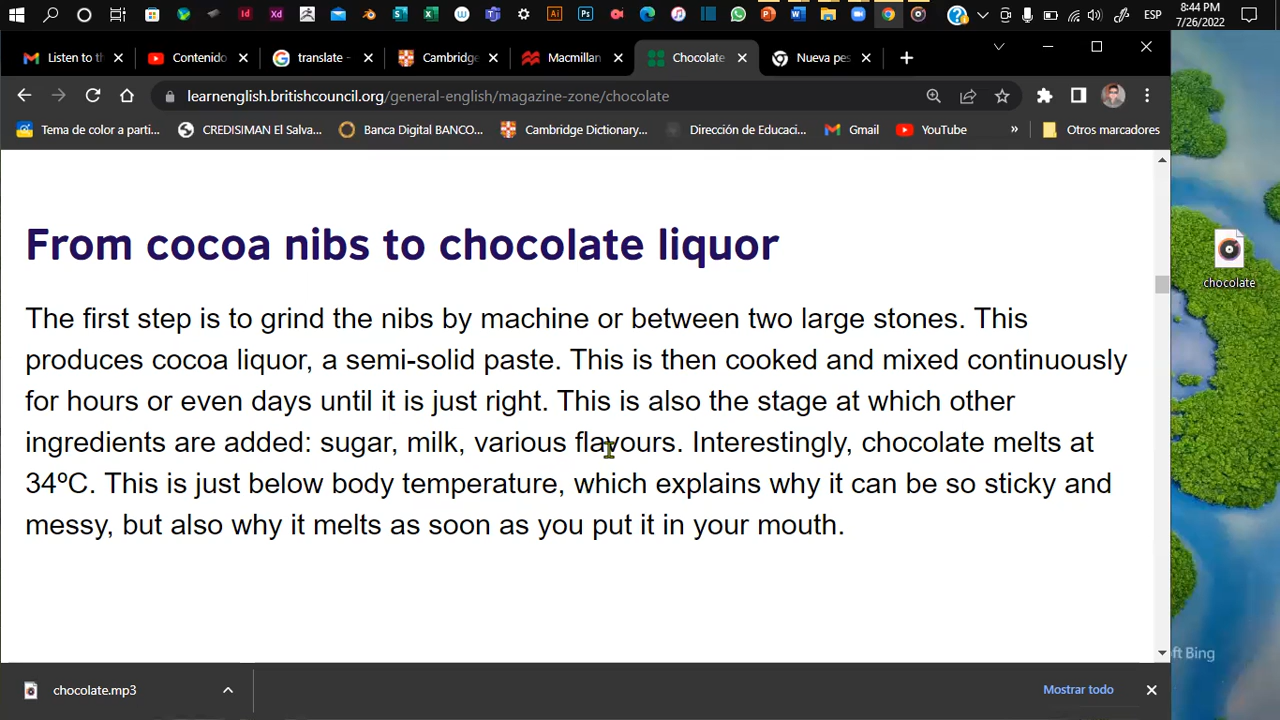 ESP
8:44 PM
7/26/2022
Listen to th
Contenido
translate -
Cambridge
Macmillan
Chocolate
Nueva pes
learnenglish.britishcouncil.org/general-english/magazine-zone/chocolate
Tema de color a parti...
CREDISIMAN El Salva...
Banca Digital BANCO...
Cambridge Dictionary...
Dirección de Educaci...
Gmail
YouTube
»
Otros marcadores
From cocoa nibs to chocolate liquor
The first step is to grind the nibs by machine or between two large stones. This
produces cocoa liquor, a semi-solid paste. This is then cooked and mixed continuously
for hours or even days until it is just right. This is also the stage at which other
ingredients are added: sugar, milk, various flavours. Interestingly, chocolate melts at
34ºC. This is just below body temperature, which explains why it can be so sticky and
messy, but also why it melts as soon as you put it in your mouth.
chocolate
ft Bing
chocolate.mp3
Mostrar todo